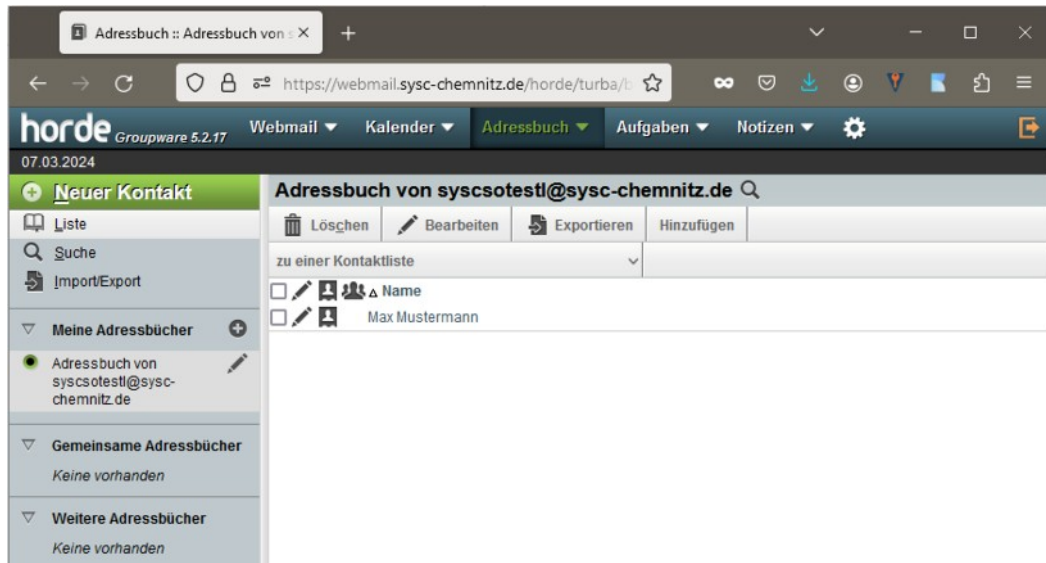 Adressbuch :: Adressbuch von s
https://webmail.sysc-chemnitz.de/horde/turba/b
horde Groupware 5.2.17 Webmail Kalender Adressbuch Aufgaben Notizen
07.03.2024
Neuer Kontakt
Liste
Suche
Import/Export
Meine Adressbücher
Adressbuch von
syscsotestl@sysc-
chemnitz.de
Gemeinsame Adressbücher
Keine vorhanden
Weitere Adressbücher
Keine vorhanden
Adressbuch von syscsotestl@sysc-chemnitz.de
Löschen Bearbeiten Exportieren Hinzufügen
zu einer Kontaktliste
Name
Max Mustermann